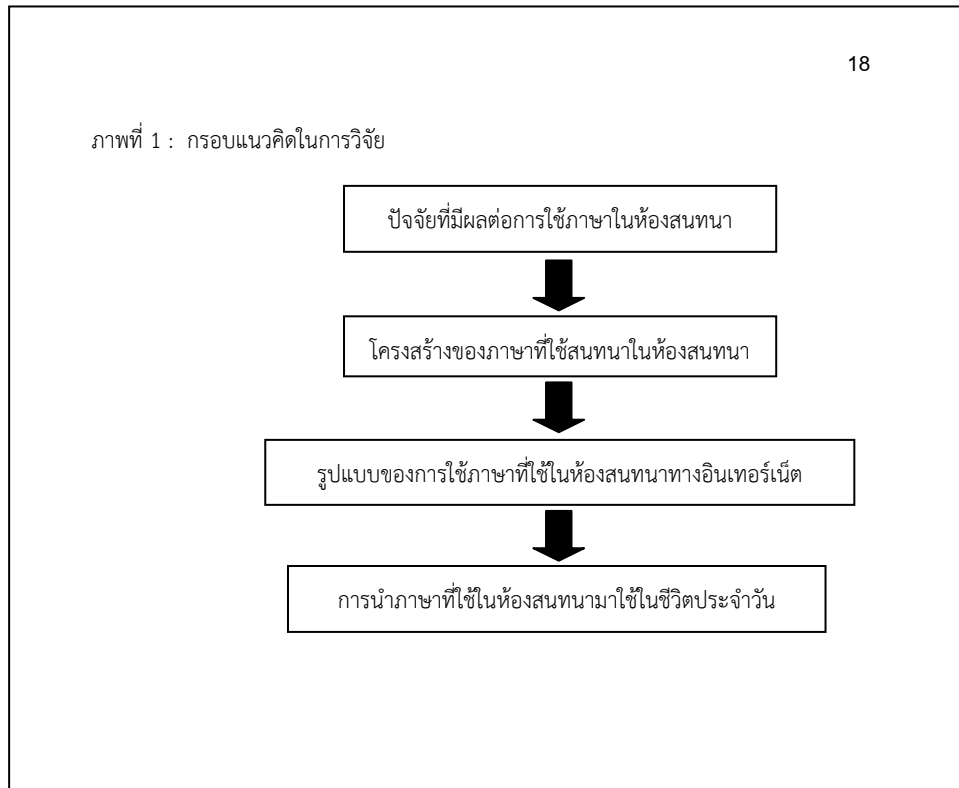 18
ภาพที่ 1 : กรอบแนวคิดในการวิจัย
ปัจจัยที่มีผลต่อการใช้ภาษาในห้องสนทนา
โครงสร้างของภาษาที่ใช้สนทนาในห้องสนทนา
รูปแบบของการใช้ภาษาที่ใช้ในห้องสนทนาทางอินเทอร์เน็ต
การนำภาษาที่ใช้ในห้องสนทนามาใช้ในชีวิตประจำวัน